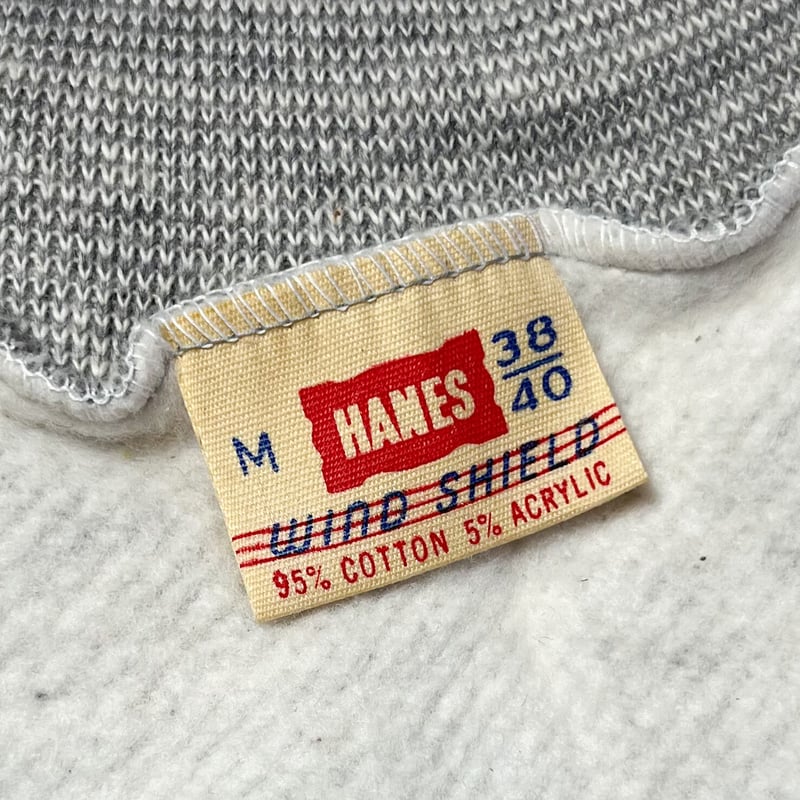 M
HANES
38
40
WIND SHIELD
95% COTTON 5% ACRYLIC